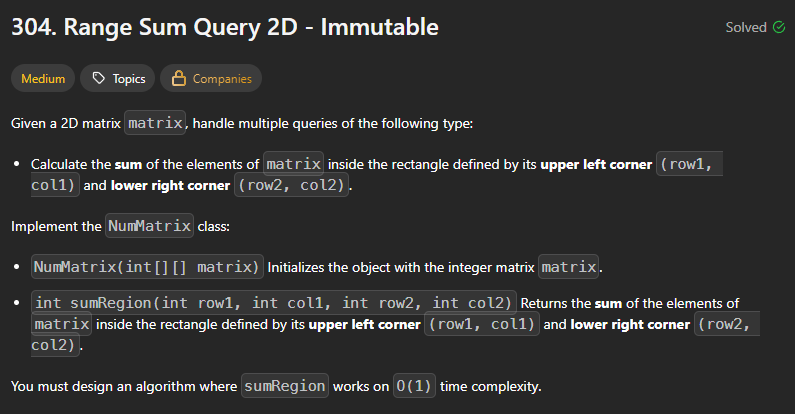 304. Range Sum Query 2D - Immutable
Solved
Medium Topics Companies
Given a 2D matrix matrix, handle multiple queries of the following type:
• Calculate the sum of the elements of matrix inside the rectangle defined by its upper left corner (row1,
col1) and lower right corner (row2, col2).
Implement the NumMatrix class:
• NumMatrix(int[][] matrix) Initializes the object with the integer matrix matrix.
• int sumRegion(int row1, int col1, int row2, int col2) Returns the sum of the elements of
matrix inside the rectangle defined by its upper left corner (row1, col1) and lower right corner (row2,
col2).
You must design an algorithm where sumRegion works on O(1) time complexity.